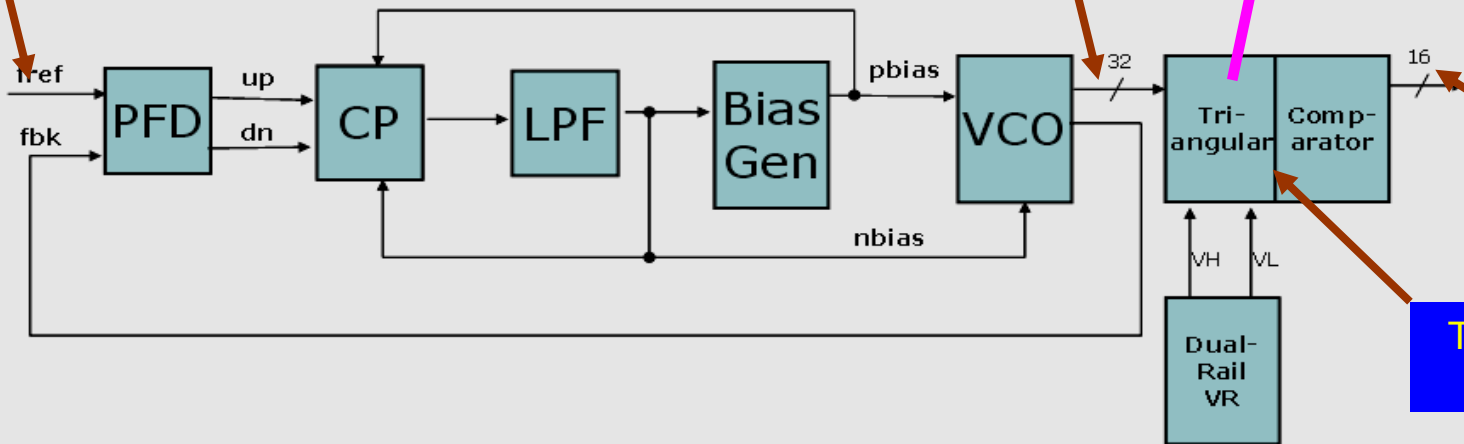 fref
fbk
PFD
up
dn
CP
LPF
Bias
Gen
pbias
nbias
VCO
32
Tri-
angular
Comp-
arator
16
VH
VL
Dual-
Rail
VR
T